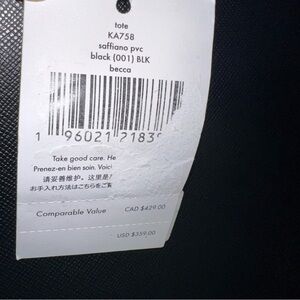 tote
KA758
saffiano pvc
black (001) BLK
becca
1 96021 21839
Take good care. He
Prenez-en bien soin. Voici
请妥善维护。这里是
お手入れ方法はこちらをご覧
Comparable Value CAD $429.00
USD $359.00